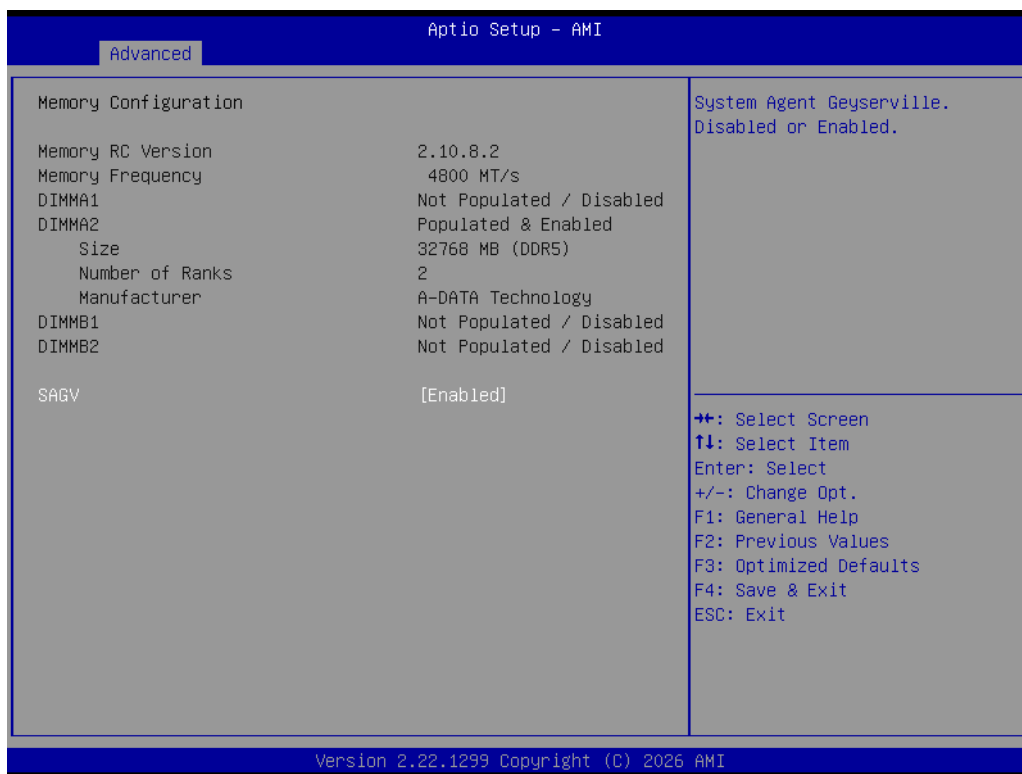 Aptio Setup - AMI
Advanced
Memory Configuration
Memory RC Version 2.10.8.2
Memory Frequency 4800 MT/s
DIMMA1 Not Populated / Disabled
DIMMA2 Populated & Enabled
Size 32768 MB (DDR5)
Number of Ranks 2
Manufacturer A-DATA Technology
DIMMB1 Not Populated / Disabled
DIMMB2 Not Populated / Disabled
SAGV [Enabled]
System Agent Geyserville.
Disabled or Enabled.
→←: Select Screen
↑↓: Select Item
Enter: Select
+/-: Change Opt.
F1: General Help
F2: Previous Values
F3: Optimized Defaults
F4: Save & Exit
ESC: Exit
Version 2.22.1299 Copyright (C) 2026 AMI